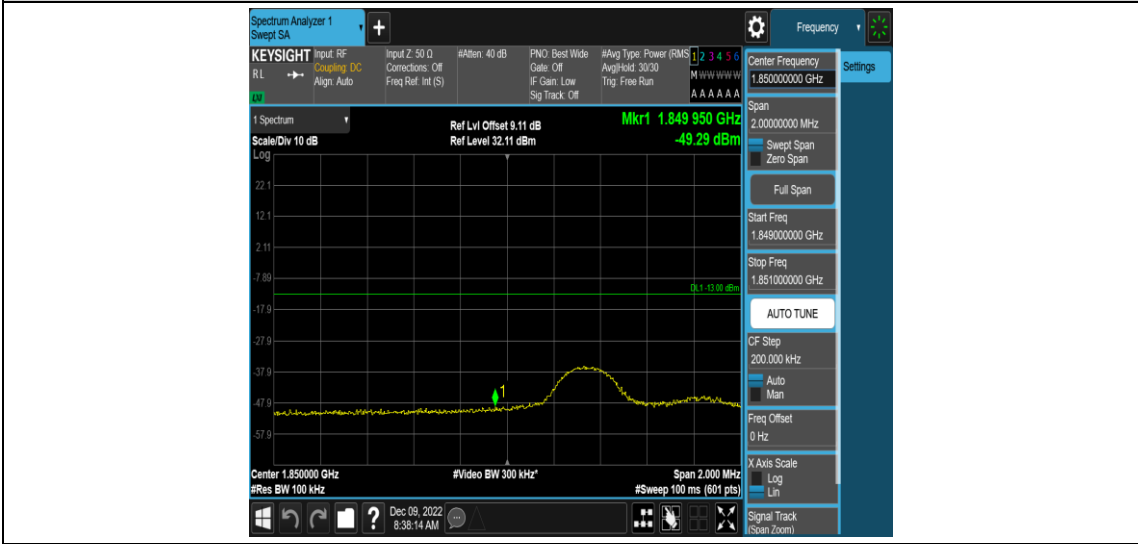 Spectrum Analyzer 1
Swept SA
+
Frequency
KEYSIGHT
RL
LXI
Input: RF
Coupling: DC
Align: Auto
Input Z: 50 Ω
Corrections: Off
Freq Ref: Int (S)
#Atten: 40 dB
PNO: Best Wide
Gate: Off
IF Gain: Low
Sig Track: Off
#Avg Type: Power (RMS
Avg|Hold: 30/30
Trig: Free Run
1 2 3 4 5 6
M W W W W W
A A A A A A
Center Frequency
1.850000000 GHz
Settings
1 Spectrum
Scale/Div 10 dB
Log
Ref Lvl Offset 9.11 dB
Ref Level 32.11 dBm
Mkr1 1.849 950 GHz
-49.29 dBm
Span
2.00000000 MHz
Swept Span
Zero Span
Full Span
Start Freq
1.849000000 GHz
Stop Freq
1.851000000 GHz
AUTO TUNE
CF Step
200.000 kHz
Auto
Man
Freq Offset
0 Hz
X Axis Scale
Log
Lin
Signal Track
(Span Zoom)
22.1
12.1
2.11
-7.89
DL1 -13.00 dBm
-17.9
-27.9
-37.9
-47.9
1
-57.9
Center 1.850000 GHz
#Video BW 300 kHz*
Span 2.000 MHz
#Res BW 100 kHz
#Sweep 100 ms (601 pts)
?
Dec 09, 2022
8:38:14 AM